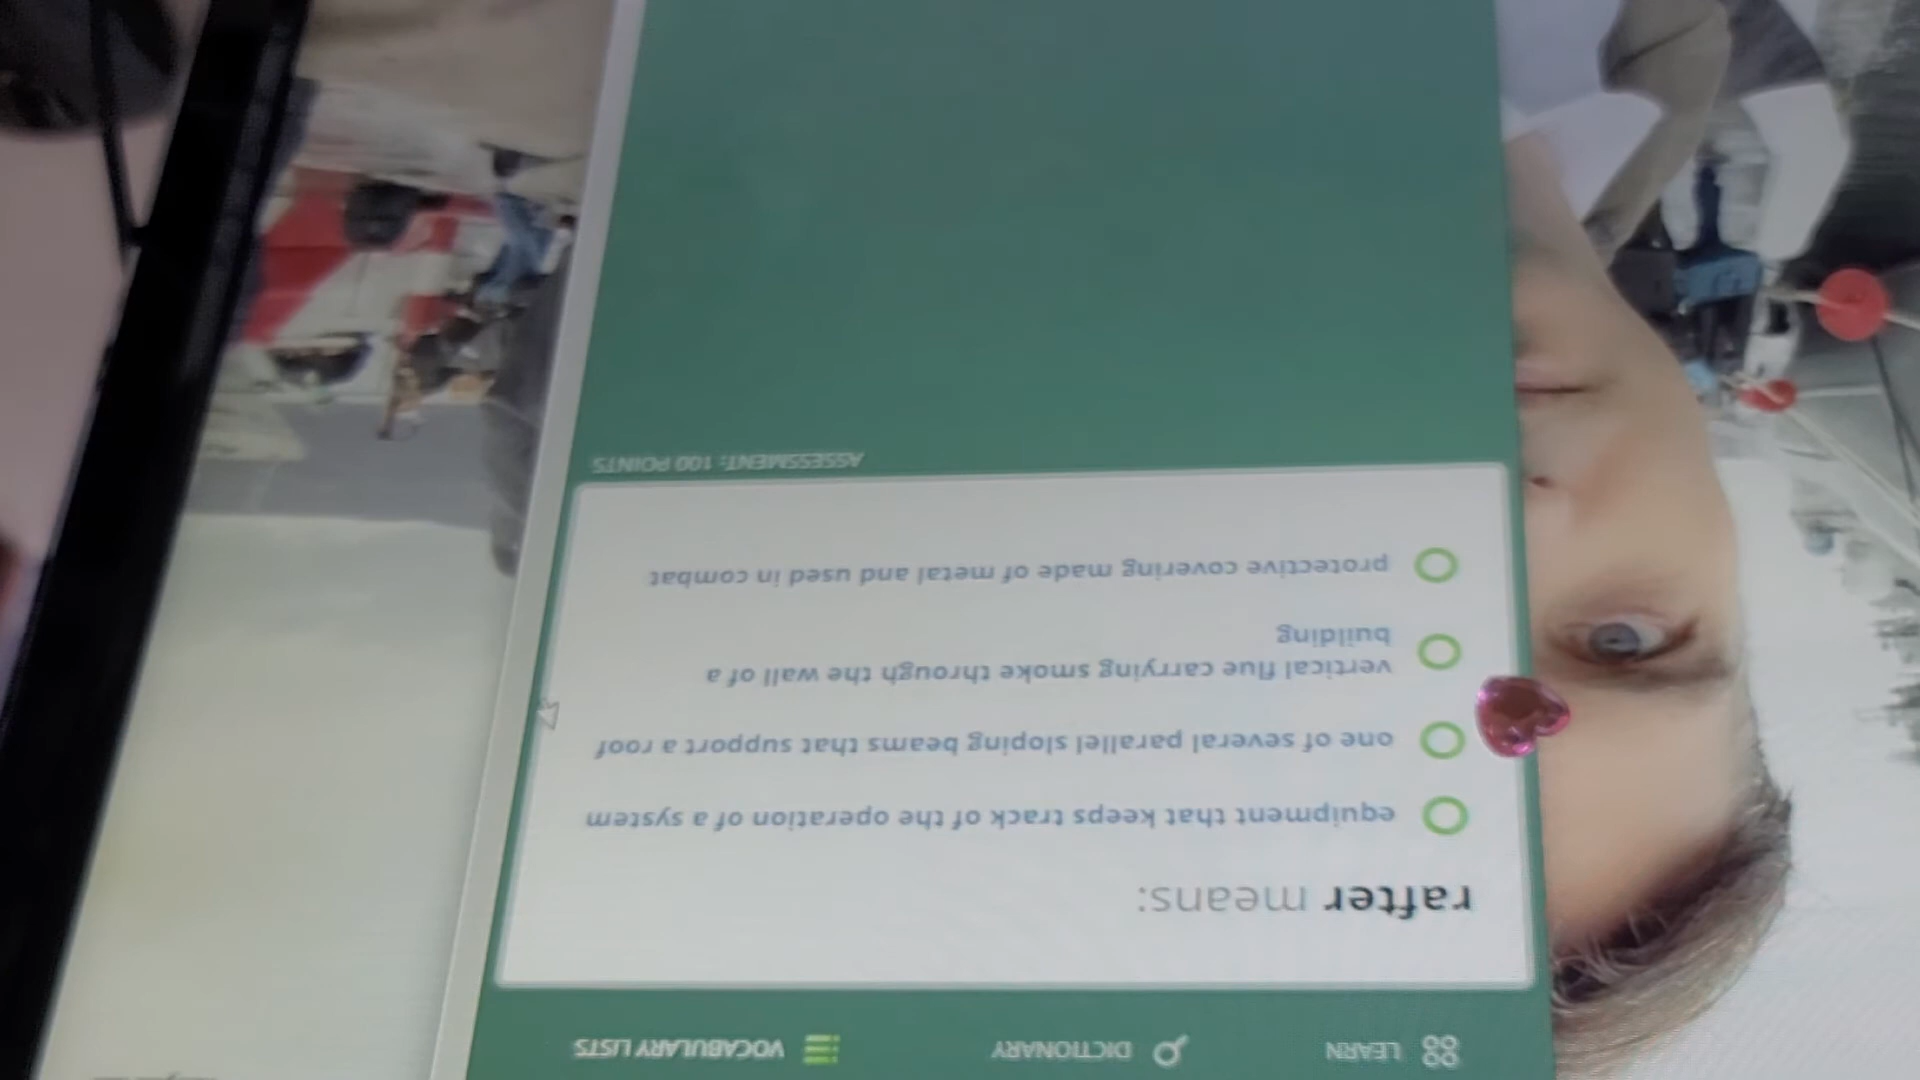 LEARN
DICTIONARY
VOCABULARY LISTS
rafter means:
equipment that keeps track of the operation of a system
one of several parallel sloping beams that support a roof
vertical flue carrying smoke through the wall of a
building
protective covering made of metal and used in combat
ASSESSMENT: 100 POINTS